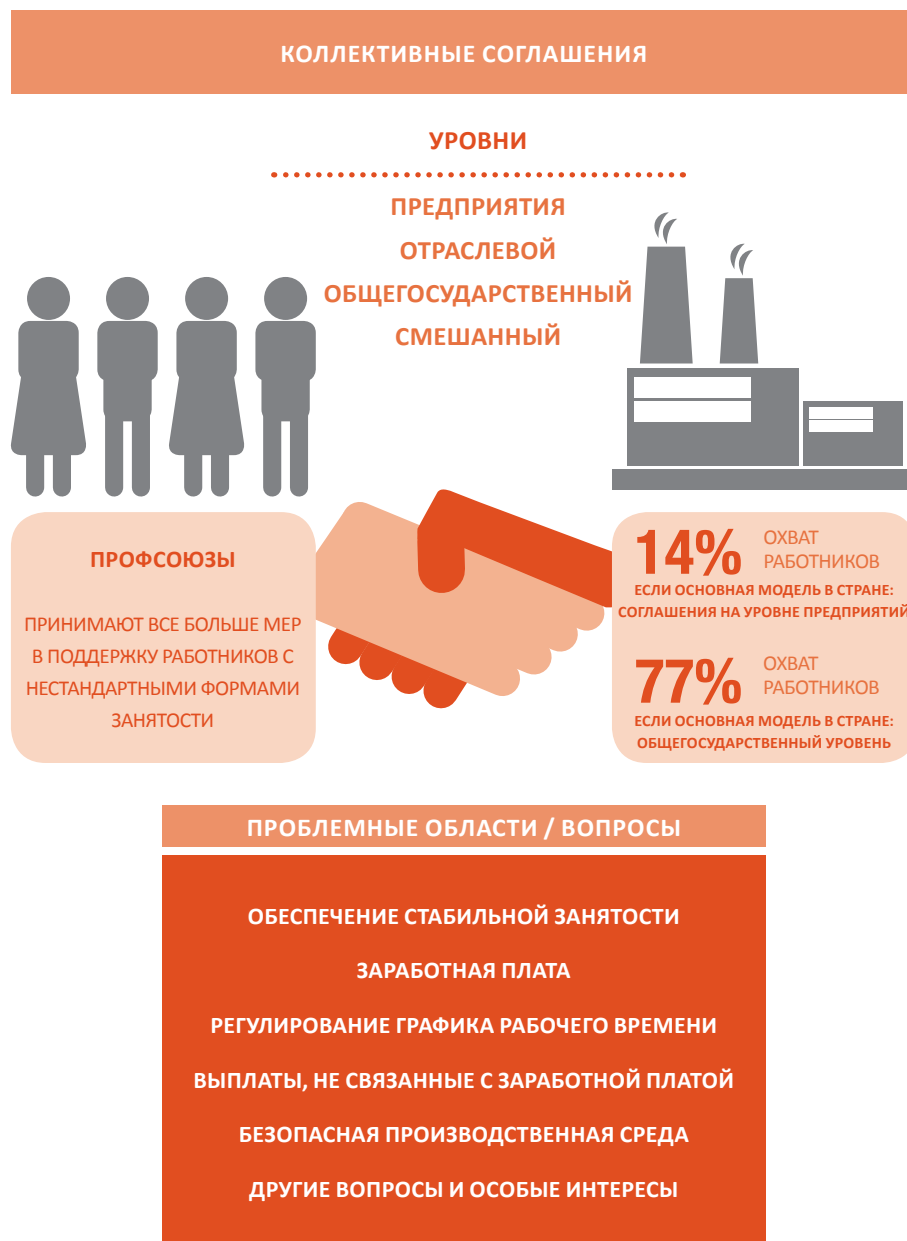 КОЛЛЕКТИВНЫЕ СОГЛАШЕНИЯ
УРОВНИ
ПРЕДПРИЯТИЯ
ОТРАСЛЕВОЙ
ОБЩЕГОСУДАРСТВЕННЫЙ
СМЕШАННЫЙ
ПРОФСОЮЗЫ
ПРИНИМАЮТ ВСЕ БОЛЬШЕ МЕР
В ПОДДЕРЖКУ РАБОТНИКОВ С
НЕСТАНДАРТНЫМИ ФОРМАМИ
ЗАНЯТОСТИ
14% ОХВАТ
РАБОТНИКОВ
ЕСЛИ ОСНОВНАЯ МОДЕЛЬ В СТРАНЕ:
СОГЛАШЕНИЯ НА УРОВНЕ ПРЕДПРИЯТИЙ
77% ОХВАТ
РАБОТНИКОВ
ЕСЛИ ОСНОВНАЯ МОДЕЛЬ В СТРАНЕ:
ОБЩЕГОСУДАРСТВЕННЫЙ УРОВЕНЬ
ПРОБЛЕМНЫЕ ОБЛАСТИ / ВОПРОСЫ
ОБЕСПЕЧЕНИЕ СТАБИЛЬНОЙ ЗАНЯТОСТИ
ЗАРАБОТНАЯ ПЛАТА
РЕГУЛИРОВАНИЕ ГРАФИКА РАБОЧЕГО ВРЕМЕНИ
ВЫПЛАТЫ, НЕ СВЯЗАННЫЕ С ЗАРАБОТНОЙ ПЛАТОЙ
БЕЗОПАСНАЯ ПРОИЗВОДСТВЕННАЯ СРЕДА
ДРУГИЕ ВОПРОСЫ И ОСОБЫЕ ИНТЕРЕСЫ